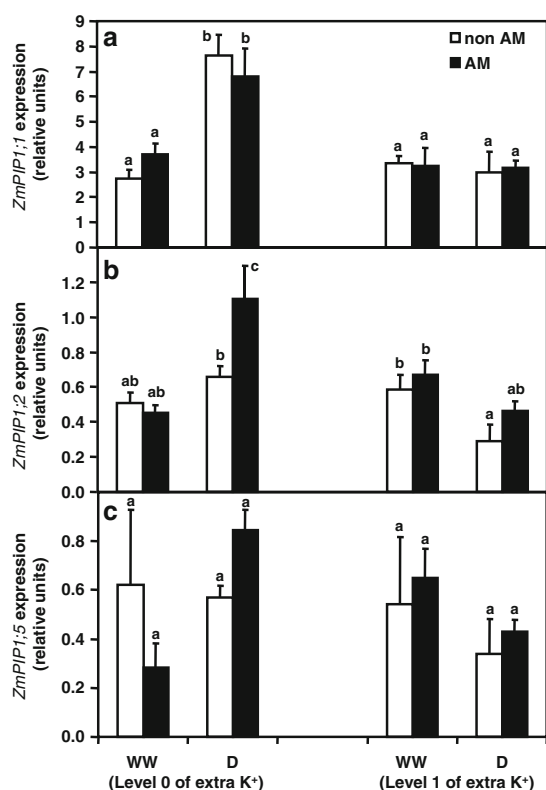 a
non AM
AM
ZmPIP1;1 expression
(relative units)
9
8
7
6
5
4
3
2
1
0
a a b b a a a a
b
ZmPIP1;2 expression
(relative units)
1.2
1.0
0.8
0.6
0.4
0.2
0.0
ab ab b c b b a ab
c
ZmPIP1;5 expression
(relative units)
0.8
0.6
0.4
0.2
0.0
a a a a a a a a
WW D WW D
(Level 0 of extra K⁺) (Level 1 of extra K⁺)